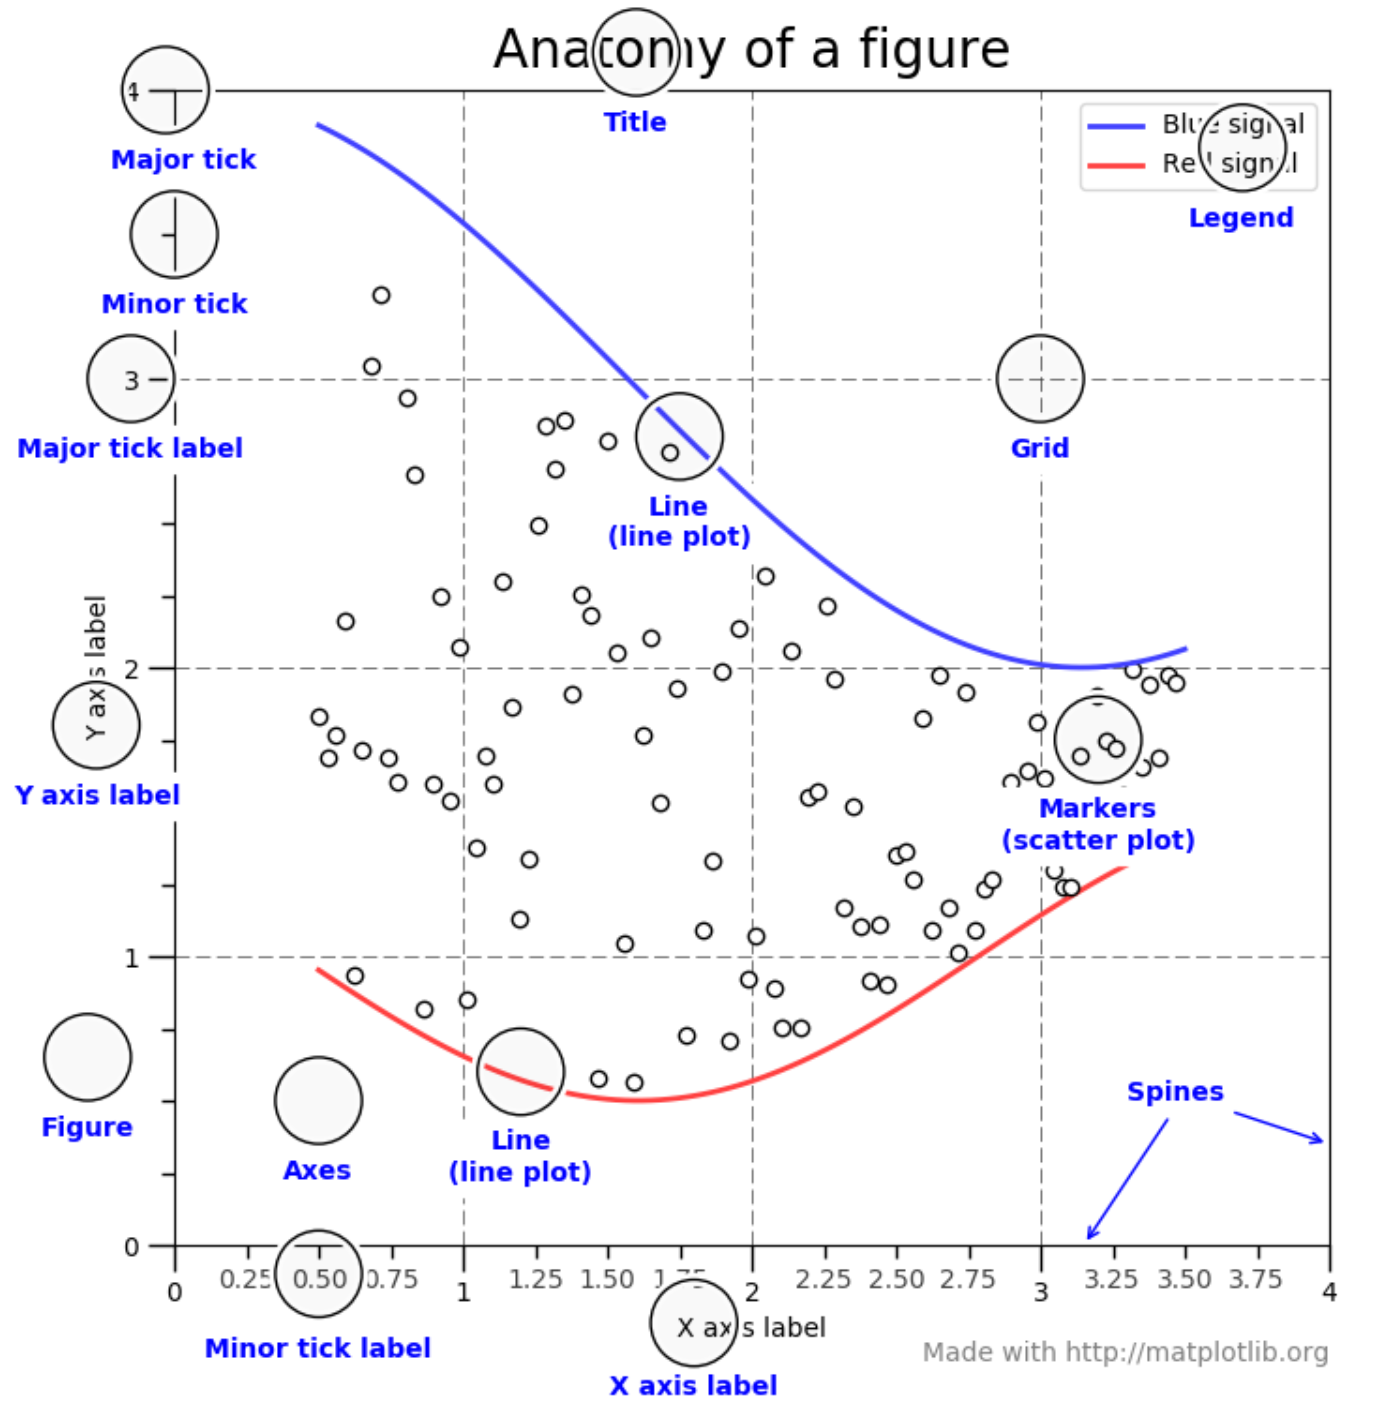 Anatomy of a figure
Title
4
Major tick
Minor tick
Blue signal
Red signal
Legend
3
Major tick label
Grid
Line
(line plot)
Y axis label
2
Y axis label
Markers
(scatter plot)
1
Figure
Axes
Line
(line plot)
Spines
0
0 0.25 0.50 0.75 1 1.25 1.50 1.75 2 2.25 2.50 2.75 3 3.25 3.50 3.75 4
Minor tick label
X axis label
X axis label
Made with http://matplotlib.org